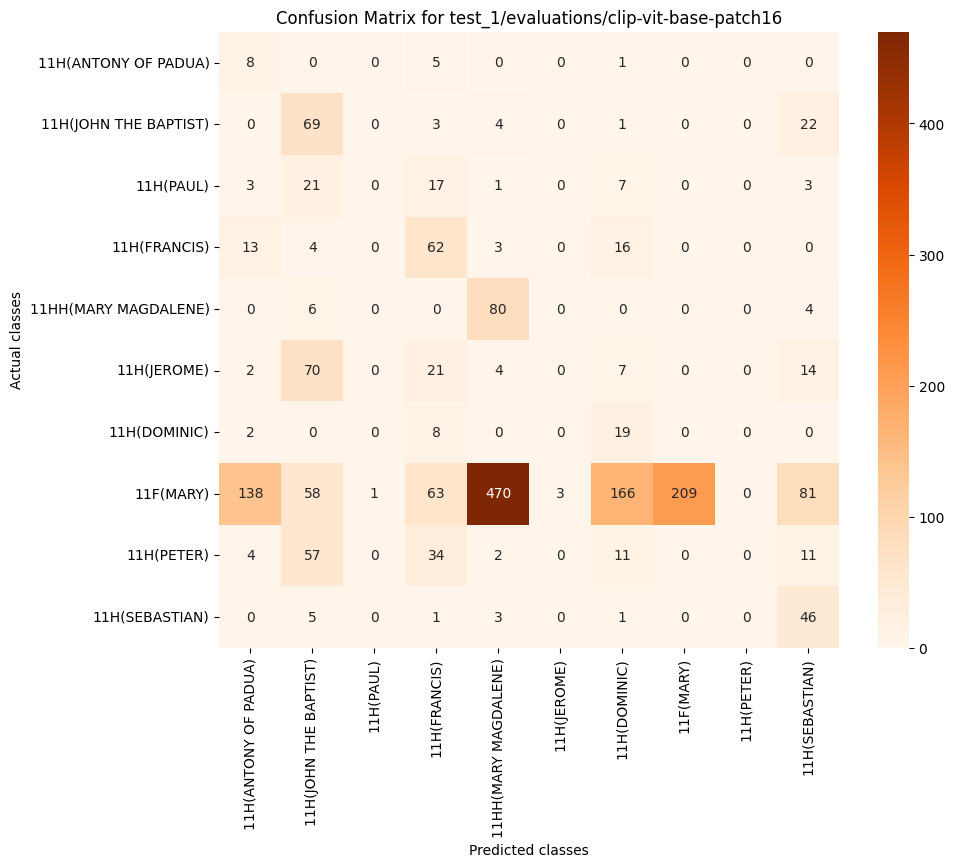 Confusion Matrix for test_1/evaluations/clip-vit-base-patch16
Actual classes
11H(ANTONY OF PADUA) 8 0 0 5 0 0 1 0 0 0
11H(JOHN THE BAPTIST) 0 69 0 3 4 0 1 0 0 22
11H(PAUL) 3 21 0 17 1 0 7 0 0 3
11H(FRANCIS) 13 4 0 62 3 0 16 0 0 0
11HH(MARY MAGDALENE) 0 6 0 0 80 0 0 0 0 4
11H(JEROME) 2 70 0 21 4 0 7 0 0 14
11H(DOMINIC) 2 0 0 8 0 0 19 0 0 0
11F(MARY) 138 58 1 63 470 3 166 209 0 81
11H(PETER) 4 57 0 34 2 0 11 0 0 11
11H(SEBASTIAN) 0 5 0 1 3 0 1 0 0 46
11H(ANTONY OF PADUA)
11H(JOHN THE BAPTIST)
11H(PAUL)
11H(FRANCIS)
11HH(MARY MAGDALENE)
11H(JEROME)
11H(DOMINIC)
11F(MARY)
11H(PETER)
11H(SEBASTIAN)
Predicted classes
400
300
200
100
0